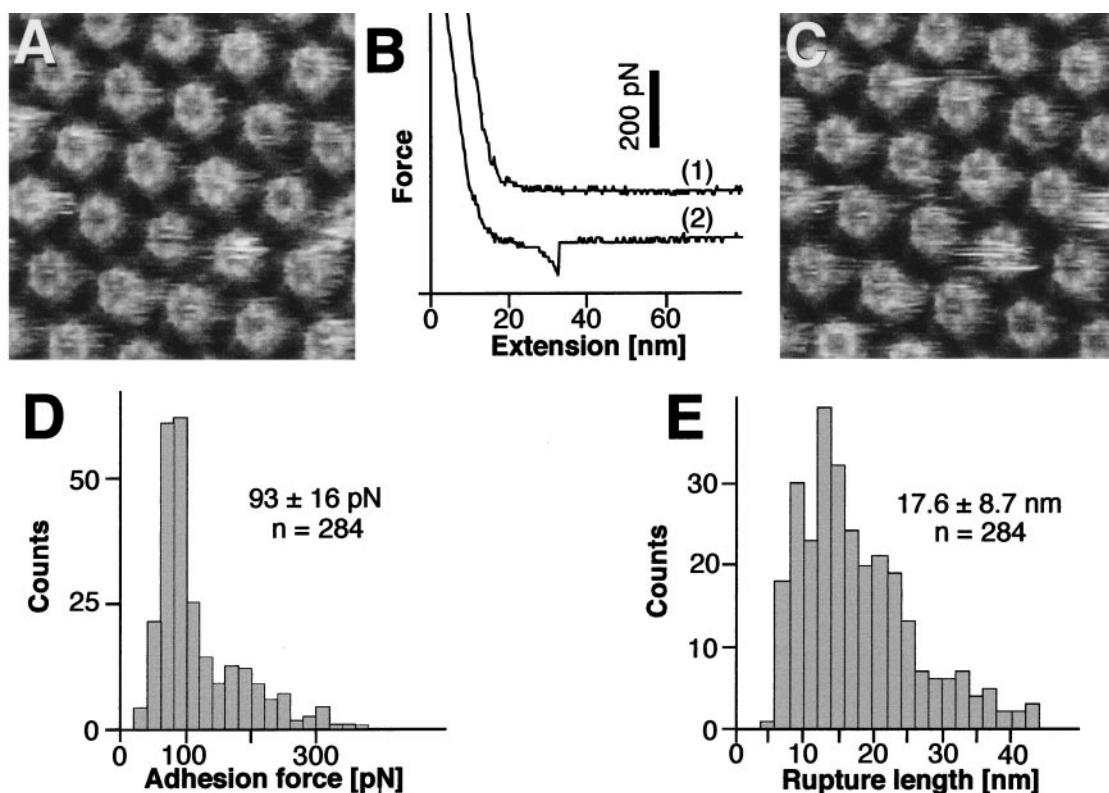 A
B
200 pN
(1)
(2)
Force
0 20 40 60
Extension [nm]
C
D
50
25
0
Counts
93 ± 16 pN
n = 284
0 100 300
Adhesion force [pN]
E
30
20
10
0
Counts
17.6 ± 8.7 nm
n = 284
0 10 20 30 40
Rupture length [nm]